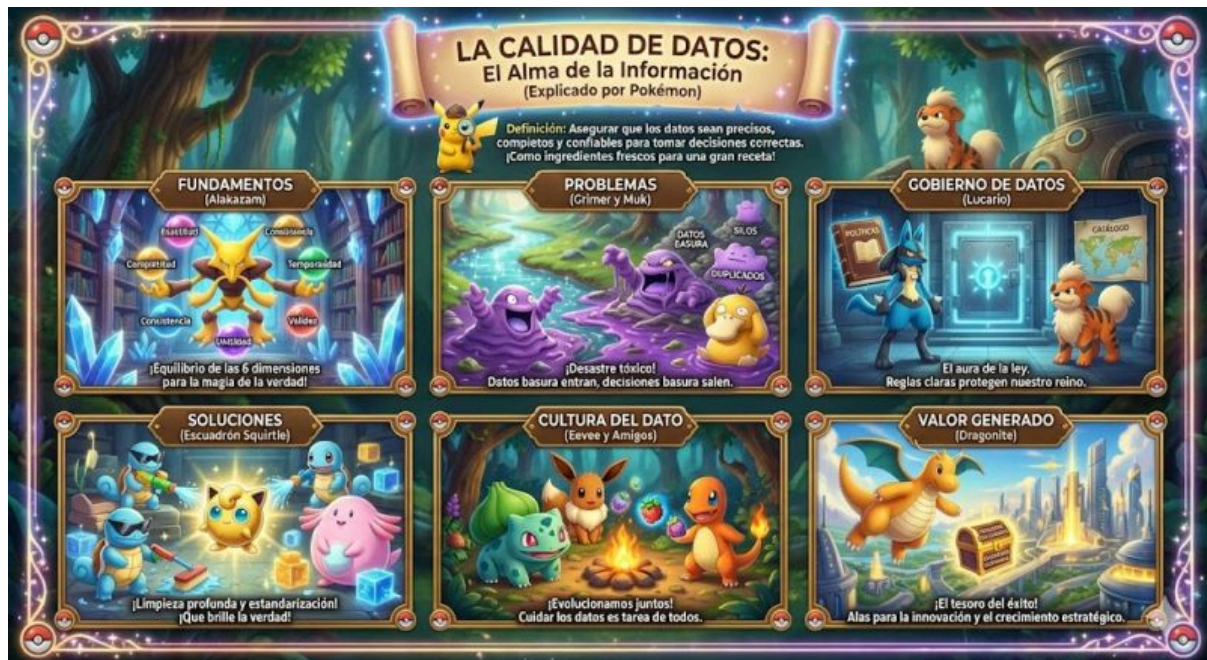 LA CALIDAD DE DATOS:
El Alma de la Información
(Explicado por Pokémon)
Definición: Asegurar que los datos sean precisos,
completos y confiables para tomar decisiones correctas.
¡Como ingredientes frescos para una gran receta!
FUNDAMENTOS
(Alakazam)
Consistencia
Temporalidad
Consistencia
Validez
¡Equilibrio de las 6 dimensiones
para la magia de la verdad!
PROBLEMAS
(Grimer y Muk)
DATOS
BASURA
SILOS
DUPLICADOS
¡Desastre tóxico!
Datos basura entran, decisiones basura salen.
GOBIERNO DE DATOS
(Lucario)
POLÍTICAS
CATÁLOGO
El aura de la ley.
Reglas claras protegen nuestro reino.
SOLUCIONES
(Escuadrón Squirtle)
¡Limpieza profunda y estandarización!
¡Que brille la verdad!
CULTURA DEL DATO
(Eevee y Amigos)
¡Evolucionamos juntos!
Cuidar los datos es tarea de todos.
VALOR GENERADO
(Dragonite)
¡El tesoro del éxito!
Alas para la innovación y el crecimiento estratégico.